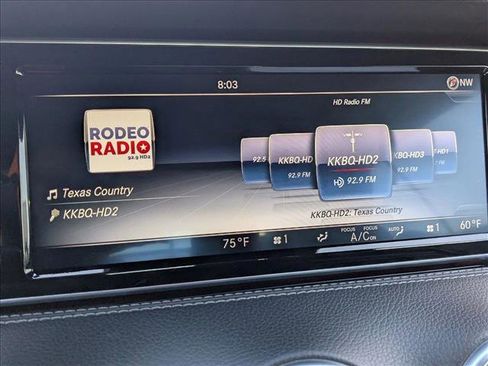 8:03
NW
HD Radio FM
RODEO
RADIO
92.9 HD2
92.5
KKBQ-HD
92.9 FM
KKBQ-HD2
92.9 FM
KKBQ-HD3
92.9 FM
-HD1
Texas Country
KKBQ-HD2
KKBQ-HD2: Texas Country
75°F
1
FOCUS FOCUS
A/C ON
AUTO
1
60°F